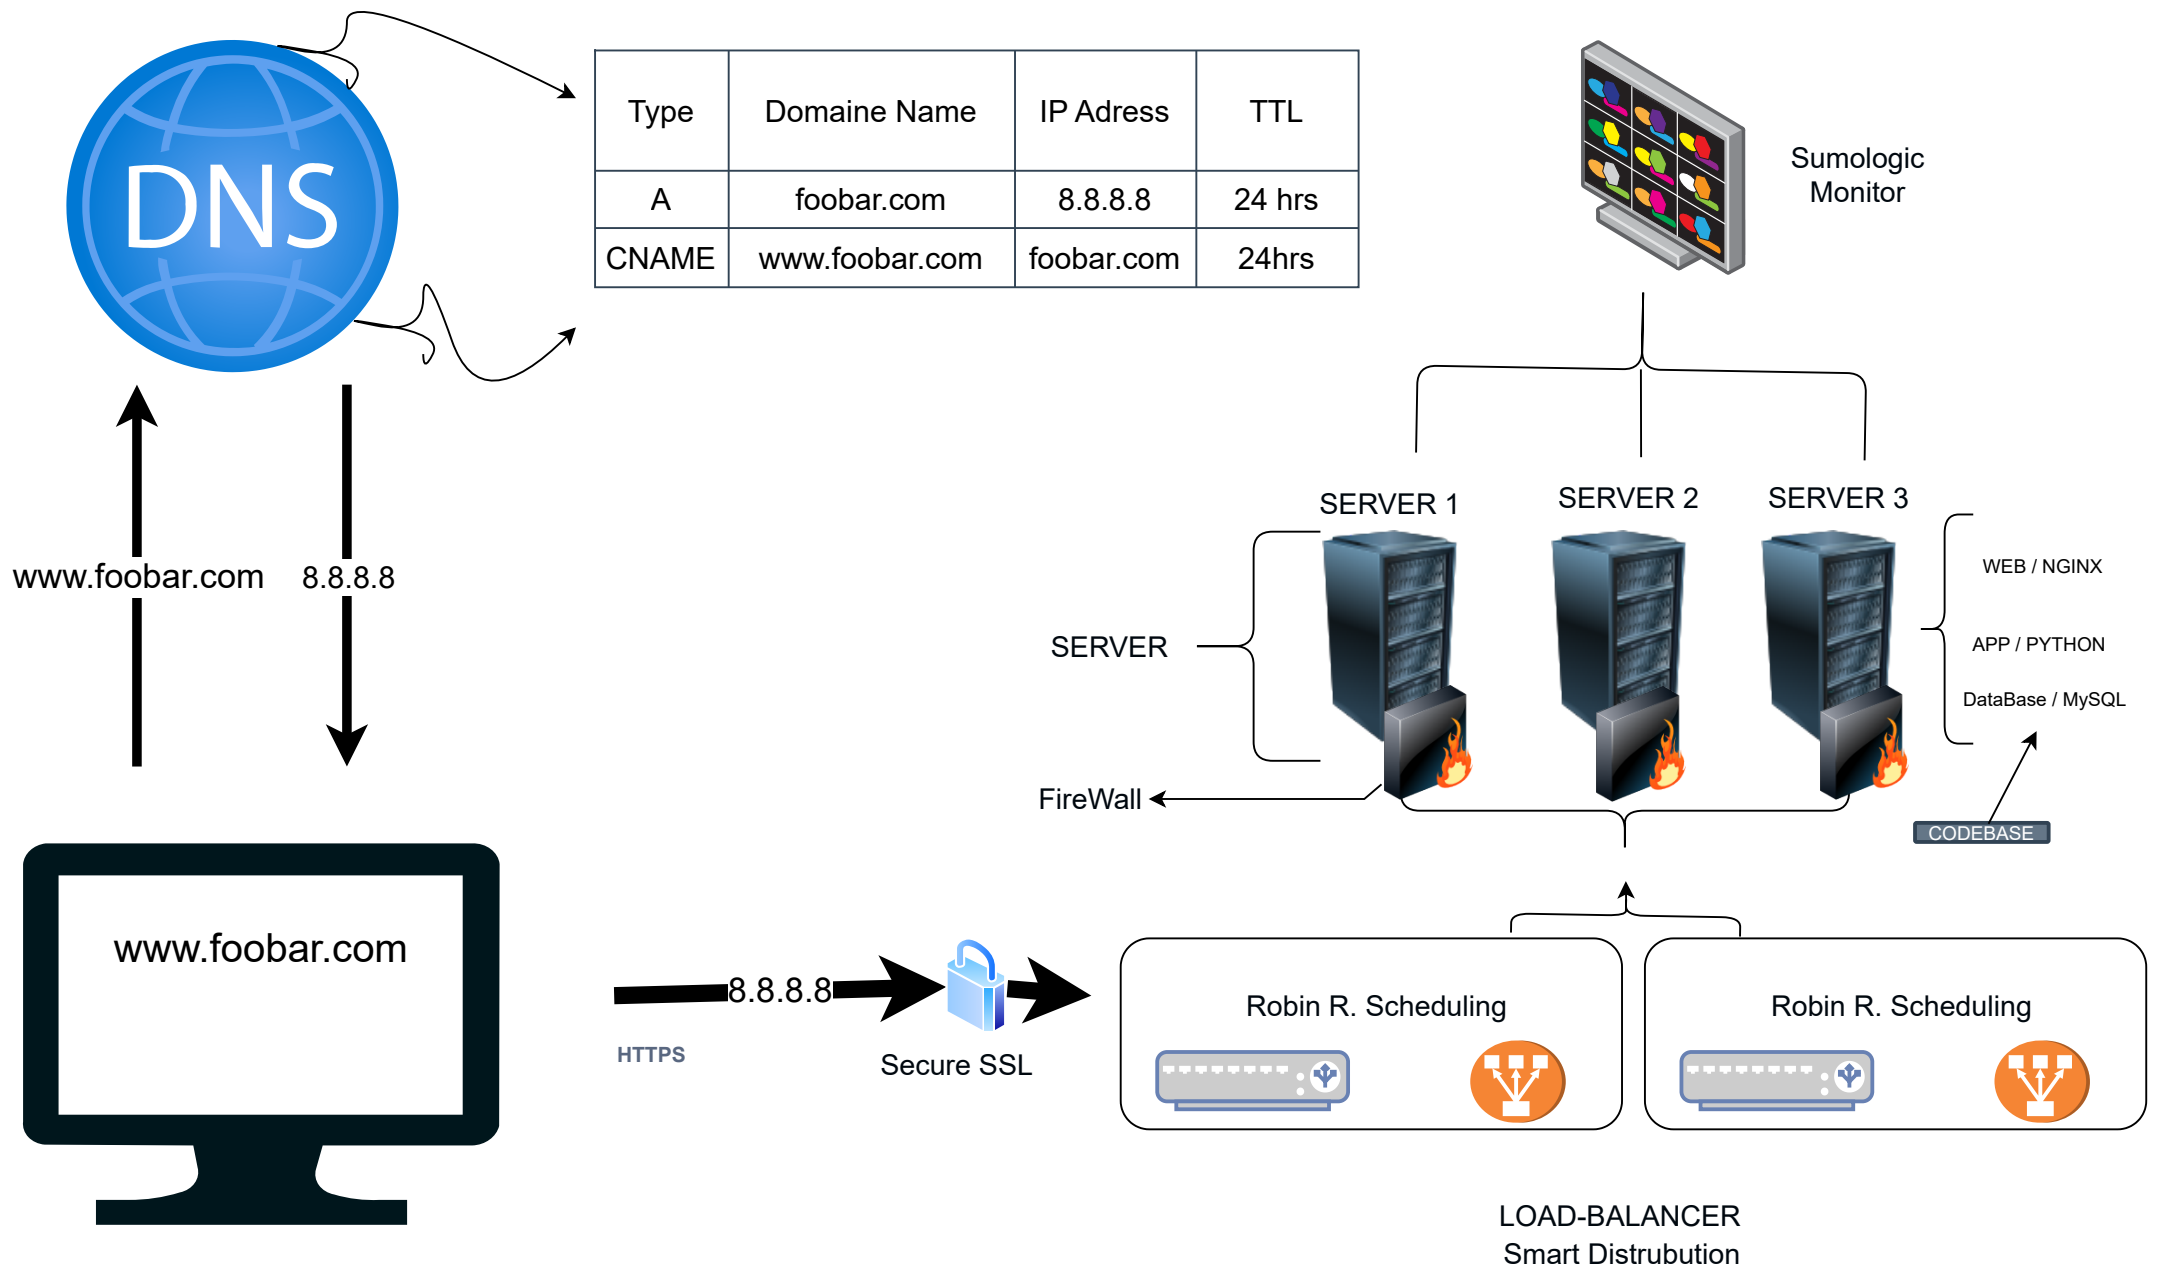 DNS
Type Domaine Name IP Adress TTL
A foobar.com 8.8.8.8 24 hrs
CNAME www.foobar.com foobar.com 24hrs
Sumologic
Monitor
www.foobar.com
8.8.8.8
SERVER 1
SERVER 2
SERVER 3
WEB / NGINX
APP / PYTHON
DataBase / MySQL
SERVER
FireWall
CODEBASE
www.foobar.com
8.8.8.8
HTTPS
Secure SSL
Robin R. Scheduling
Robin R. Scheduling
LOAD-BALANCER
Smart Distrubution